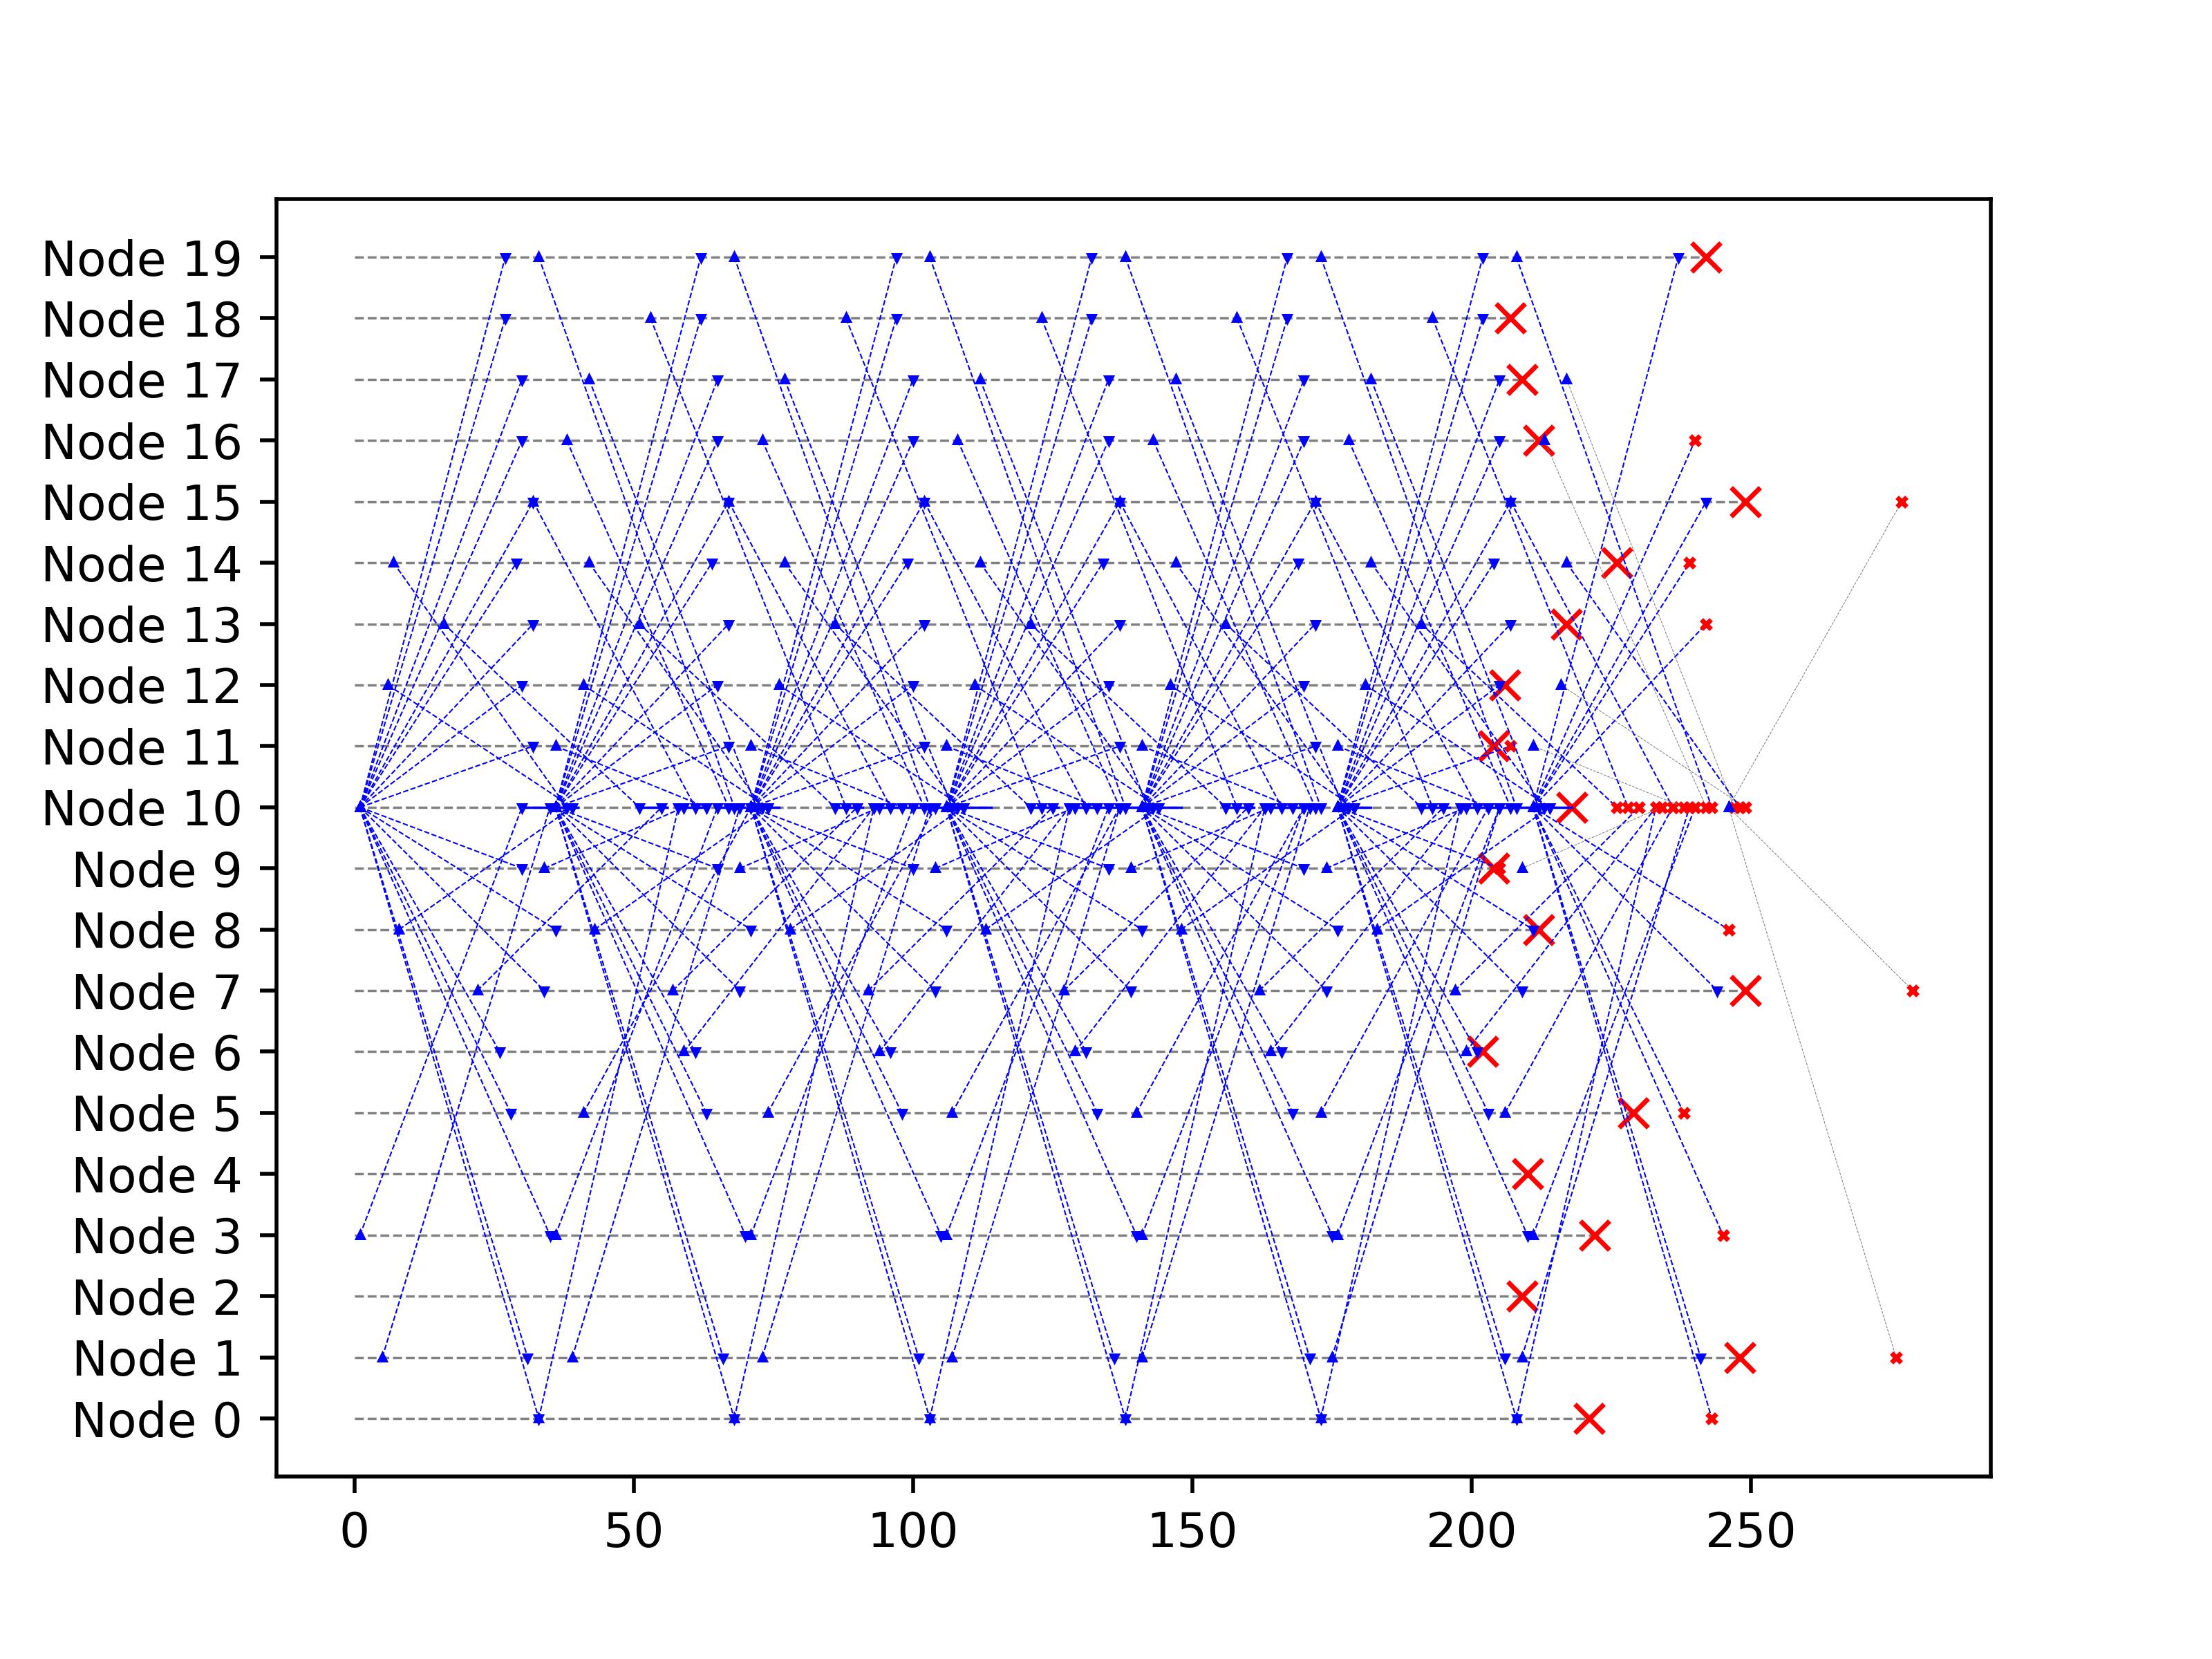 Node 19
Node 18
Node 17
Node 16
Node 15
Node 14
Node 13
Node 12
Node 11
Node 10
Node 9
Node 8
Node 7
Node 6
Node 5
Node 4
Node 3
Node 2
Node 1
Node 0
0 50 100 150 200 250